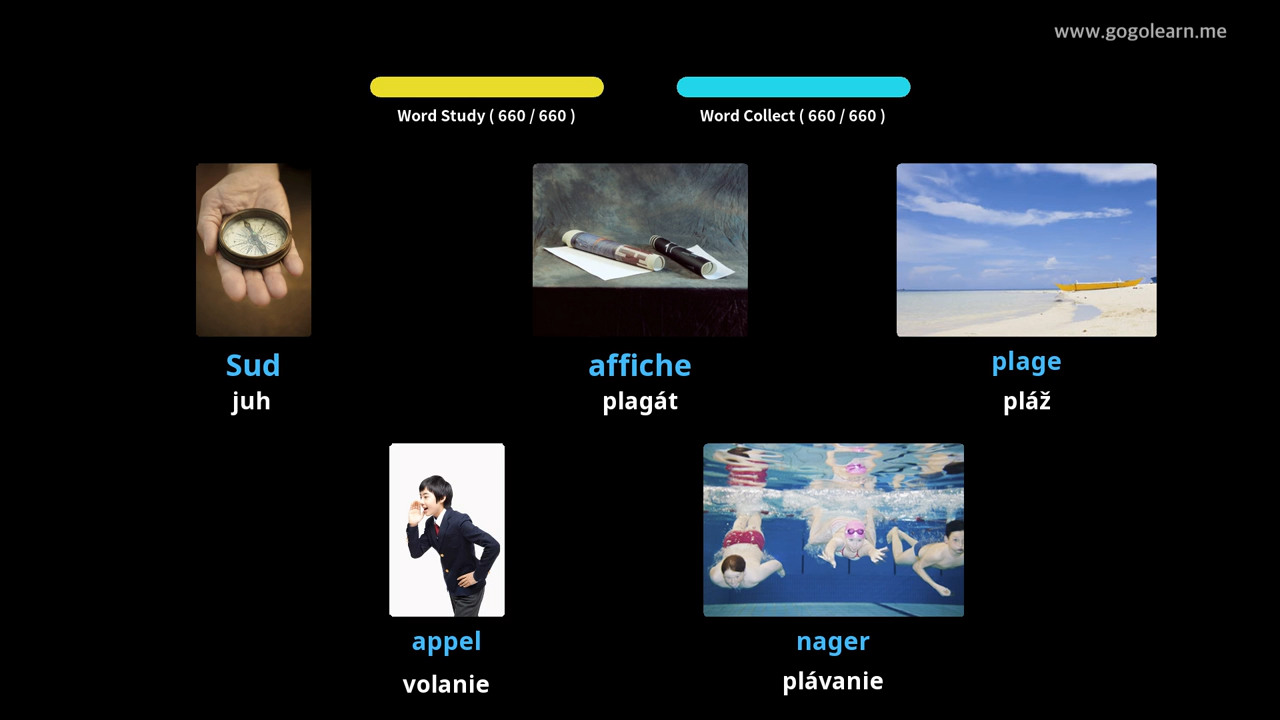 www.gogolearn.me
Word Study ( 660 / 660 )
Word Collect ( 660 / 660 )
Sud
juh
affiche
plagát
plage
pláž
appel
volanie
nager
plávanie